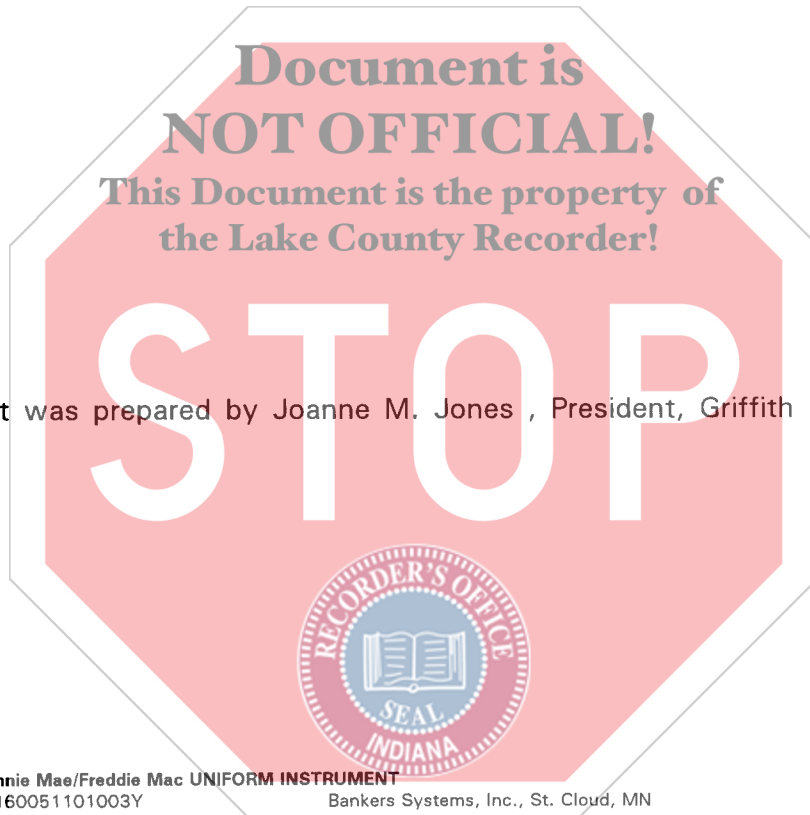 Document is
NOT OFFICIAL!
This Document is the property of
the Lake County Recorder!
STOP
t was prepared by Joanne M. Jones , President, Griffith
RECORDER'S OFFICE
SEAL
INDIANA
nnie Mae/Freddie Mac UNIFORM INSTRUMENT
160051101003Y Bankers Systems, Inc., St. Cloud, MN